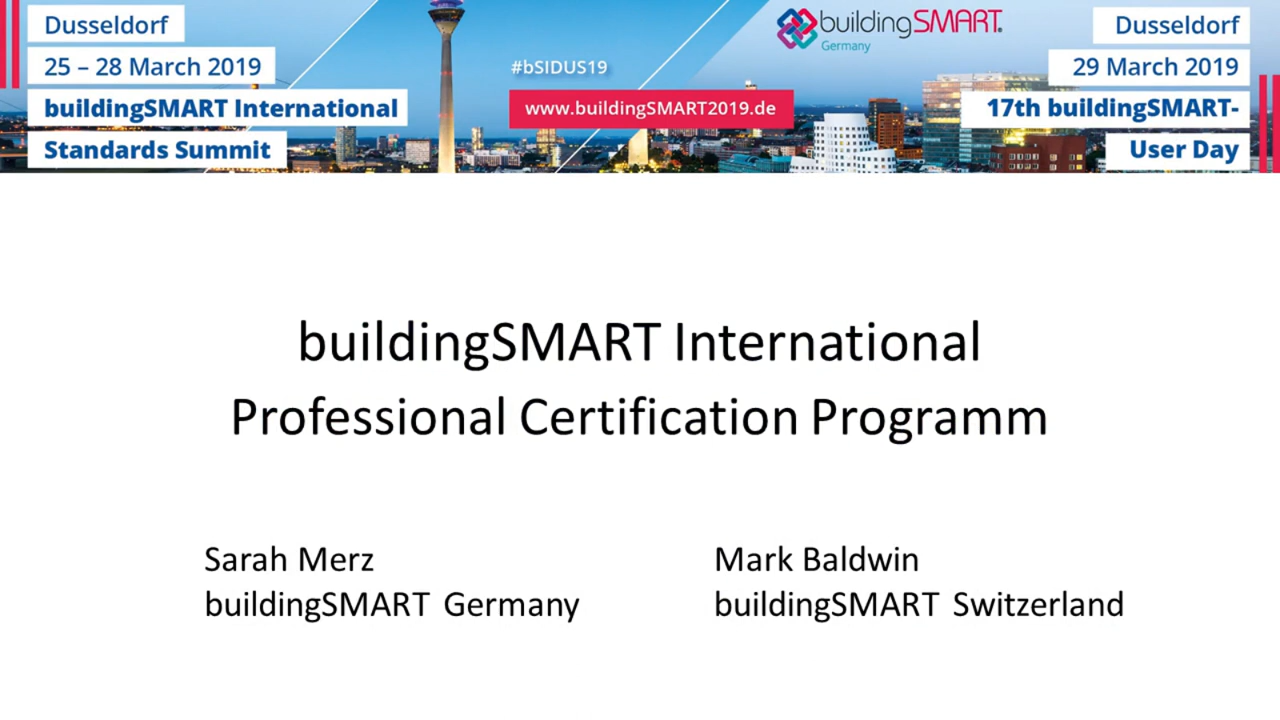 Dusseldorf
25 – 28 March 2019
buildingSMART International
Standards Summit
#bSIDUS19
www.buildingSMART2019.de
buildingSMART®
Germany
Dusseldorf
29 March 2019
17th buildingSMART-
User Day
buildingSMART International
Professional Certification Programm
Sarah Merz
buildingSMART Germany
Mark Baldwin
buildingSMART Switzerland